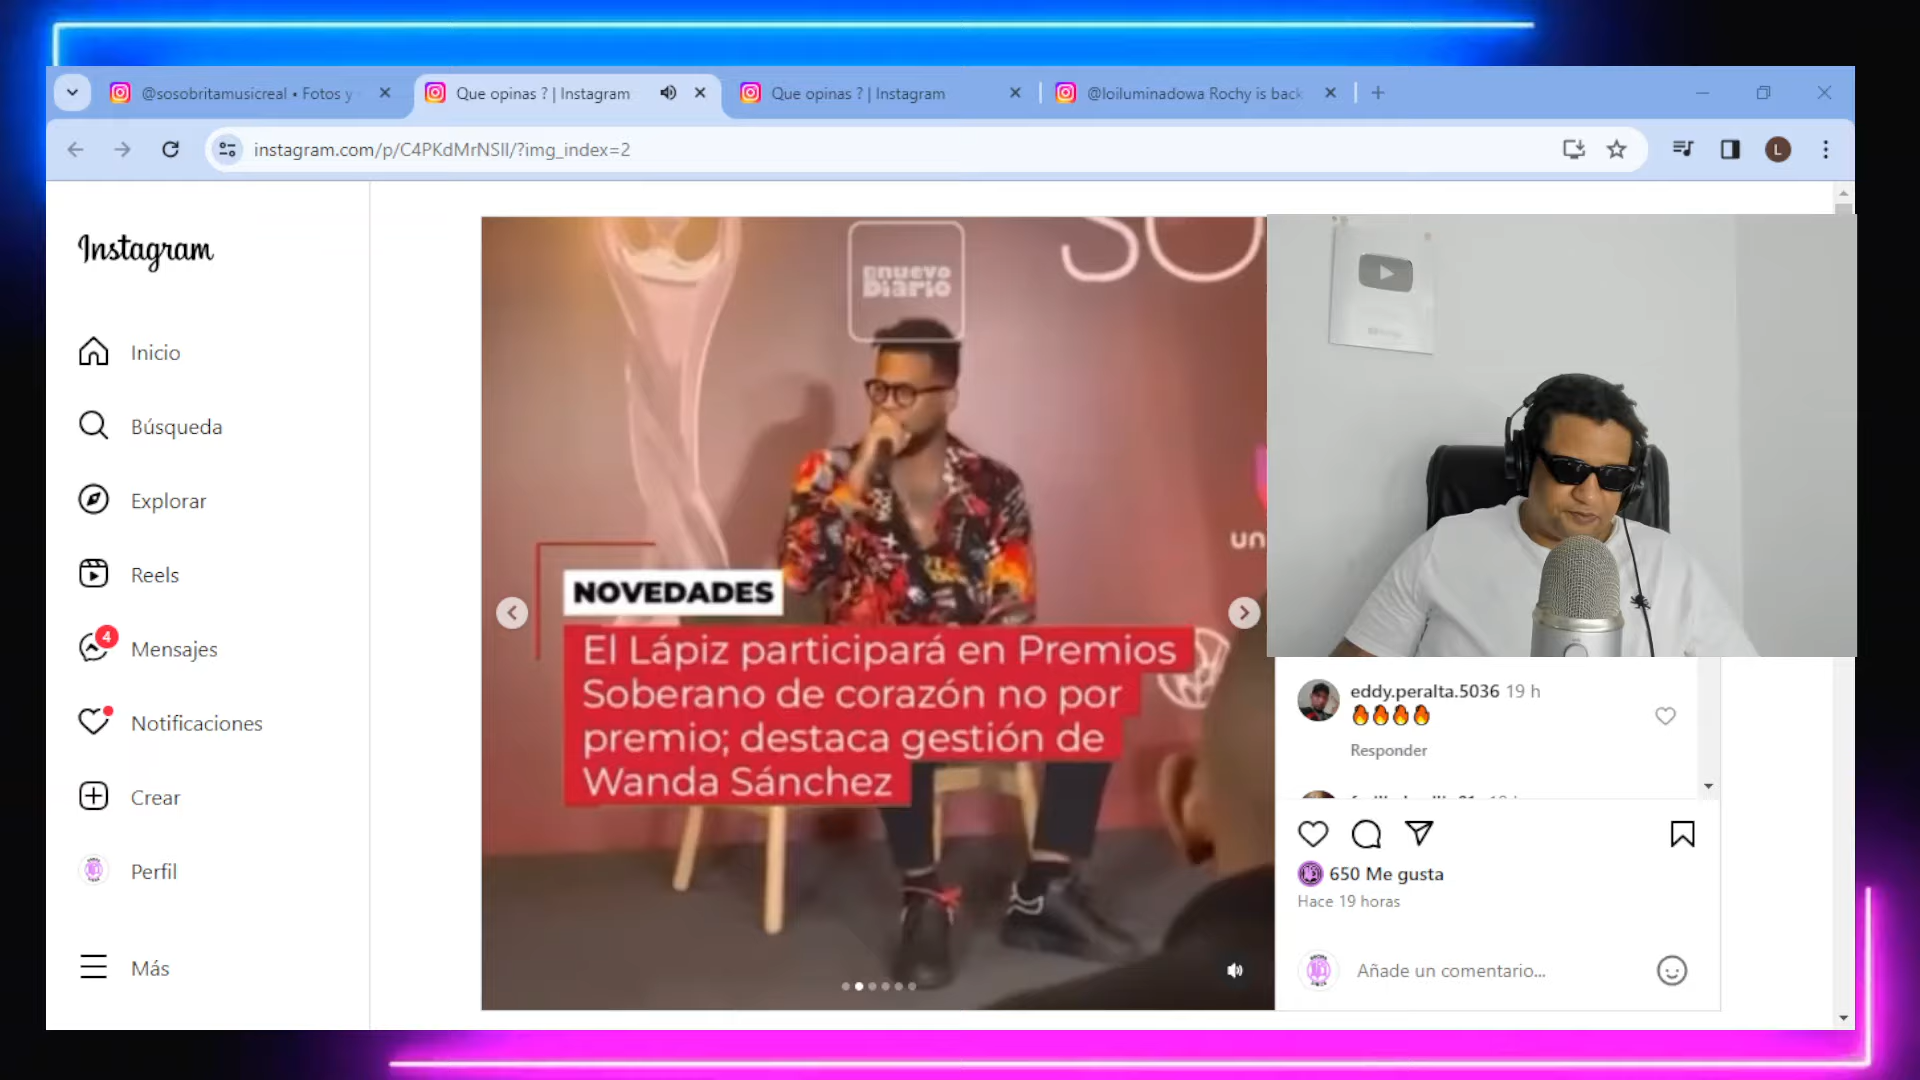 @sosobritamusicreal • Fotos y
Que opinas ? | Instagram
Que opinas ? | Instagram
@loiluminadowa Rochy is back
instagram.com/p/C4PKdMrNSII/?img_index=2
L
Instagram
Inicio
Búsqueda
Explorar
Reels
4
Mensajes
Notificaciones
Crear
Perfil
Más
nuevo
Diario
SO
un
NOVEDADES
El Lápiz participará en Premios
Soberano de corazón no por
premio; destaca gestión de
Wanda Sánchez
eddy.peralta.5036 19 h
Responder
650 Me gusta
Hace 19 horas
Añade un comentario...